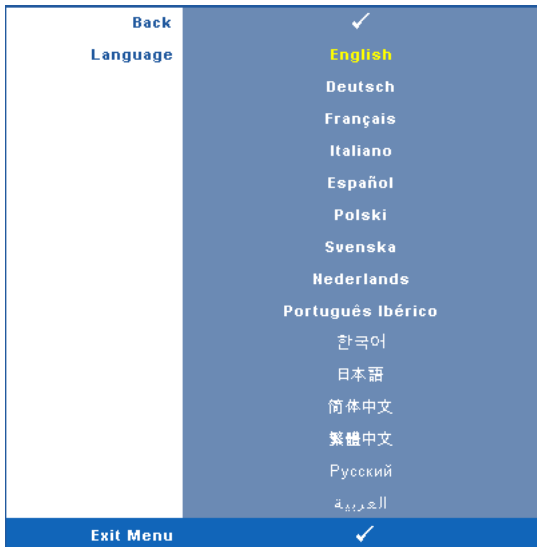 Back ✓
Language English
Deutsch
Français
Italiano
Español
Polski
Svenska
Nederlands
Português Ibérico
한국어
日本語
简体中文
繁體中文
Русский
العربية
Exit Menu ✓